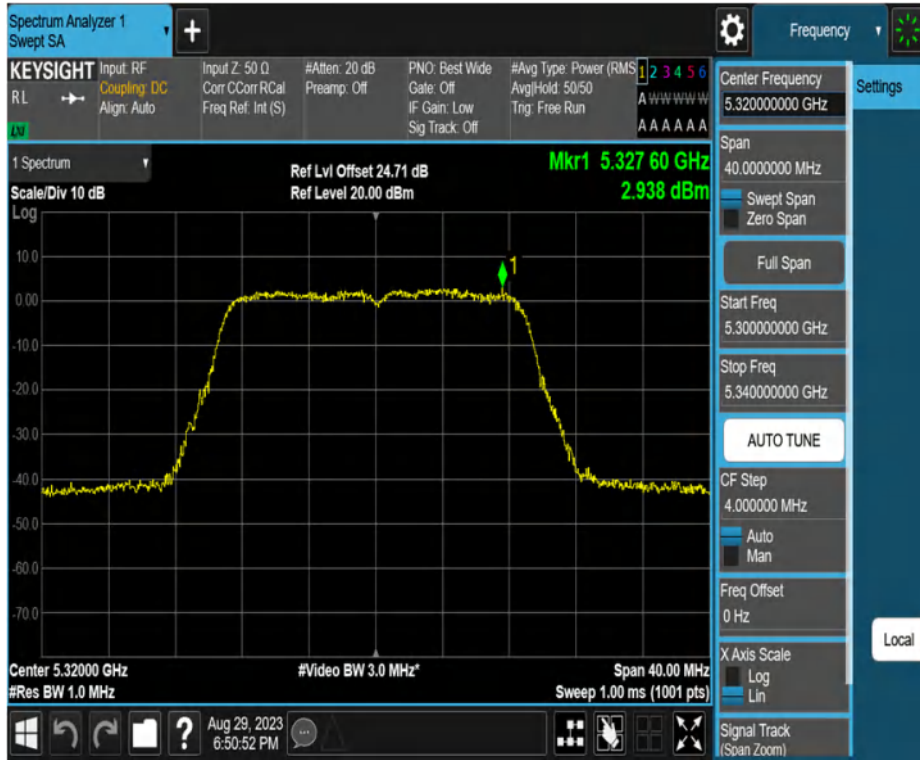 Spectrum Analyzer 1
Swept SA
+
Frequency
KEYSIGHT
RL
LXI
Input: RF
Coupling: DC
Align: Auto
Input Z: 50 Ω
Corr CCorr RCal
Freq Ref: Int (S)
#Atten: 20 dB
Preamp: Off
PNO: Best Wide
Gate: Off
IF Gain: Low
Sig Track: Off
#Avg Type: Power (RMS
Avg|Hold: 50/50
Trig: Free Run
1 2 3 4 5 6
A W W W W W
A A A A A A
1 Spectrum
Scale/Div 10 dB
Log
Ref Lvl Offset 24.71 dB
Ref Level 20.00 dBm
Mkr1 5.327 60 GHz
2.938 dBm
1
10.0
0.00
-10.0
-20.0
-30.0
-40.0
-50.0
-60.0
-70.0
Center 5.32000 GHz
#Res BW 1.0 MHz
#Video BW 3.0 MHz*
Span 40.00 MHz
Sweep 1.00 ms (1001 pts)
?
Aug 29, 2023
6:50:52 PM
Center Frequency
5.320000000 GHz
Span
40.0000000 MHz
Swept Span
Zero Span
Full Span
Start Freq
5.300000000 GHz
Stop Freq
5.340000000 GHz
AUTO TUNE
CF Step
4.000000 MHz
Auto
Man
Freq Offset
0 Hz
X Axis Scale
Log
Lin
Signal Track
(Span Zoom)
Settings
Local